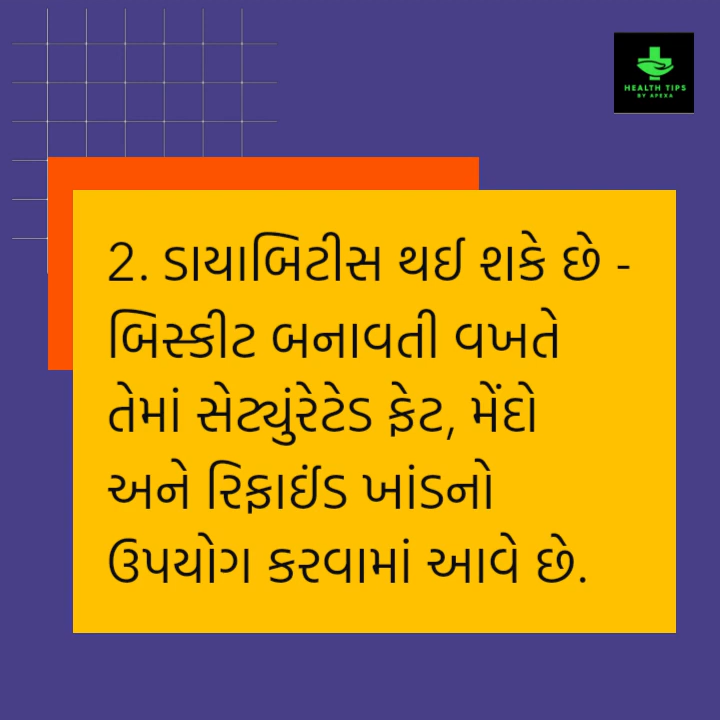 HEALTH TIPS
BY APEXA
2. ડાયાબિટીસ થઈ શકે છે -
બિસ્કીટ બનાવતી વખતે
તેમાં સેટ્યુંરેટેડ ફેટ, મેંદો
અને રિફાઈંડ ખાંડનો
ઉપયોગ કરવામાં આવે છે.